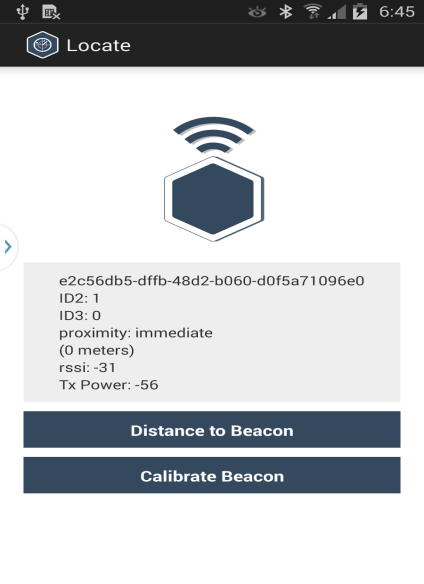 6:45
Locate
e2c56db5-dffb-48d2-b060-d0f5a71096e0
ID2: 1
ID3: 0
proximity: immediate
(0 meters)
rssi: -31
Tx Power: -56
Distance to Beacon
Calibrate Beacon